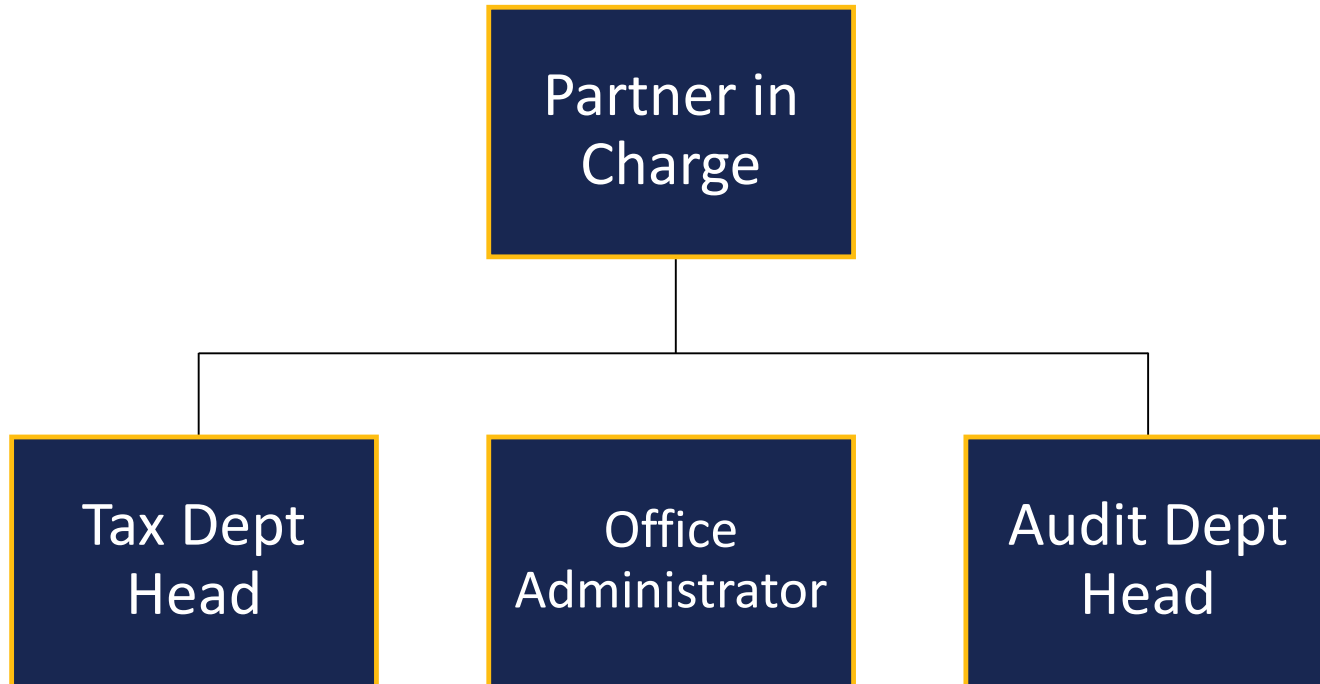 Partner in
Charge
Tax Dept
Head
Office
Administrator
Audit Dept
Head